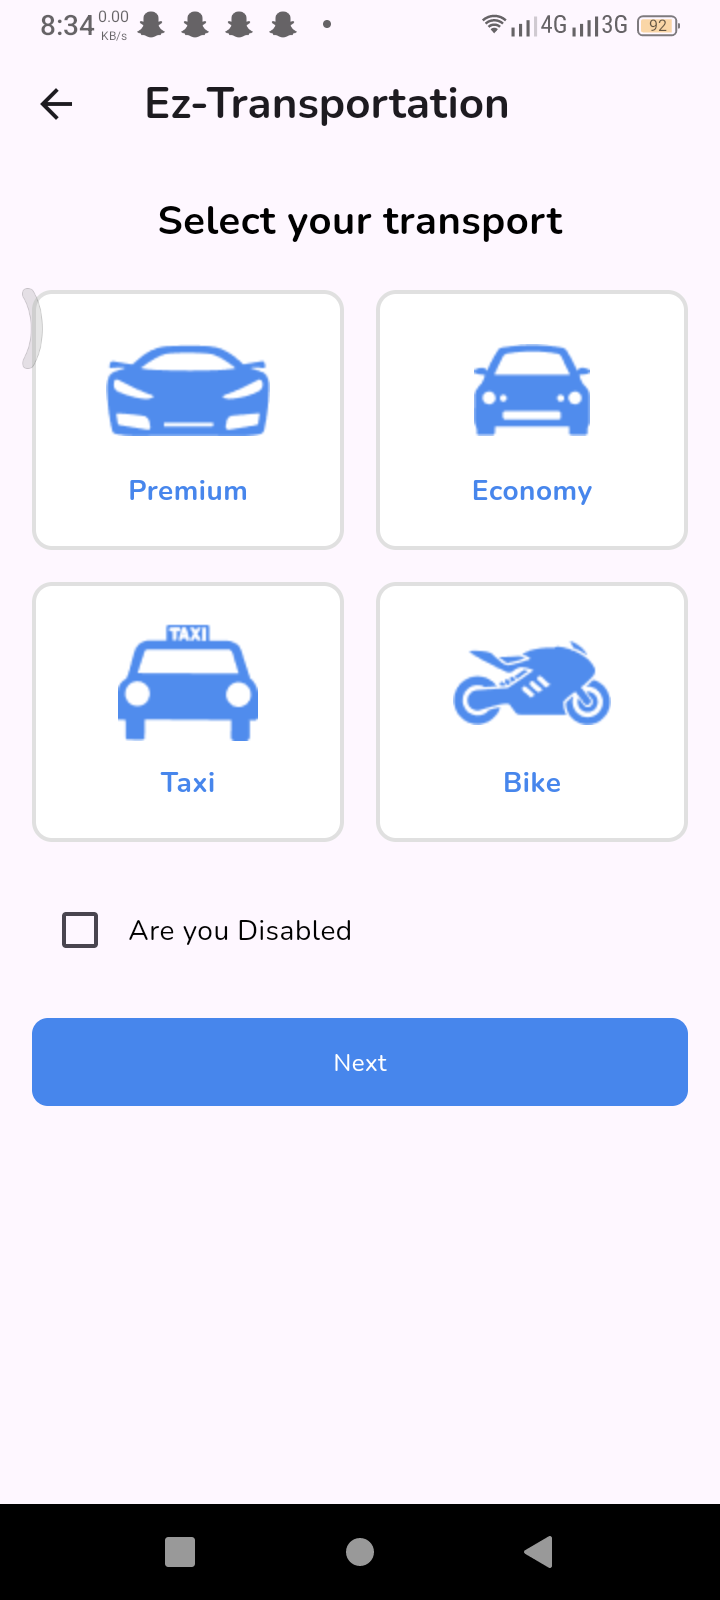 8:34 0.00 KB/s 4G 3G 92
Ez-Transportation
Select your transport
Premium Economy
TAXI
Taxi Bike
Are you Disabled
Next